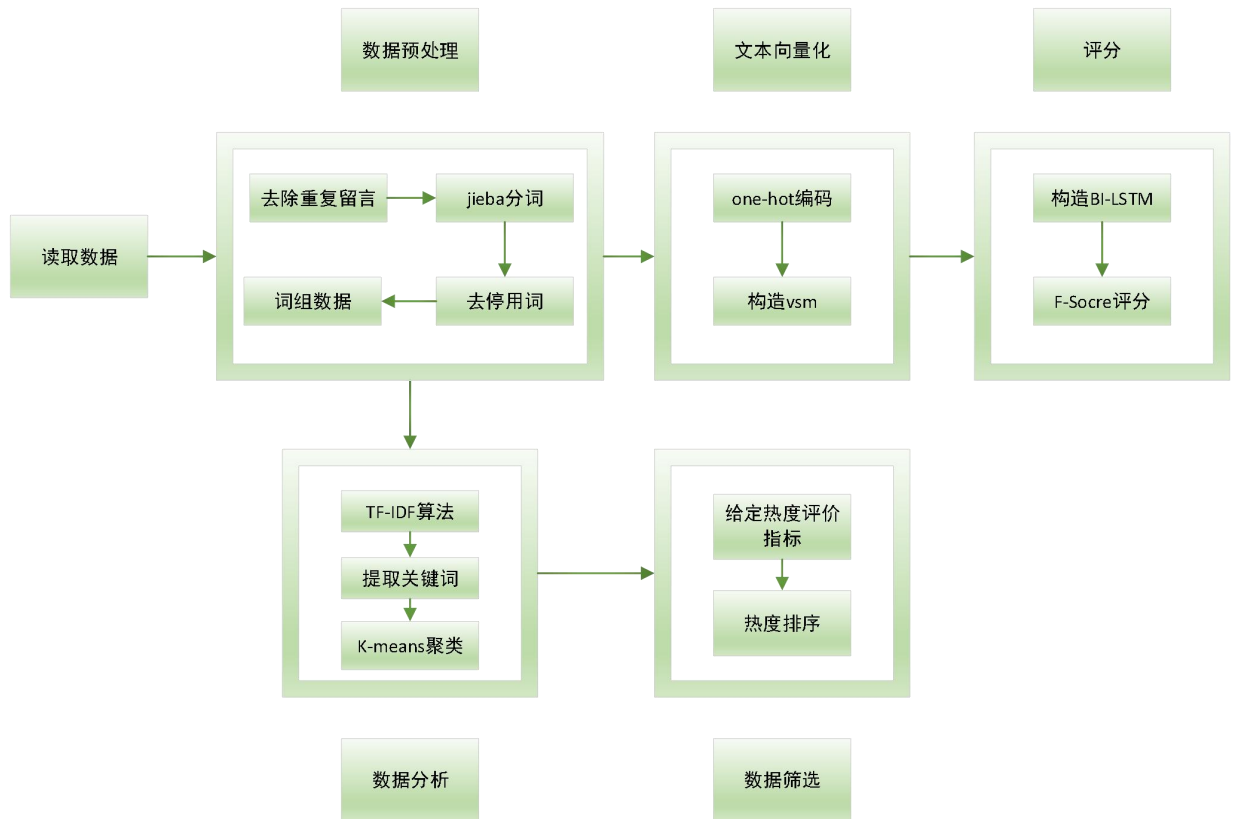 数据预处理
文本向量化
评分
读取数据
去除重复留言
jieba分词
词组数据
去停用词
one-hot编码
构造vsm
构造BI-LSTM
F-Socre评分
TF-IDF算法
提取关键词
K-means聚类
给定热度评价
指标
热度排序
数据分析
数据筛选